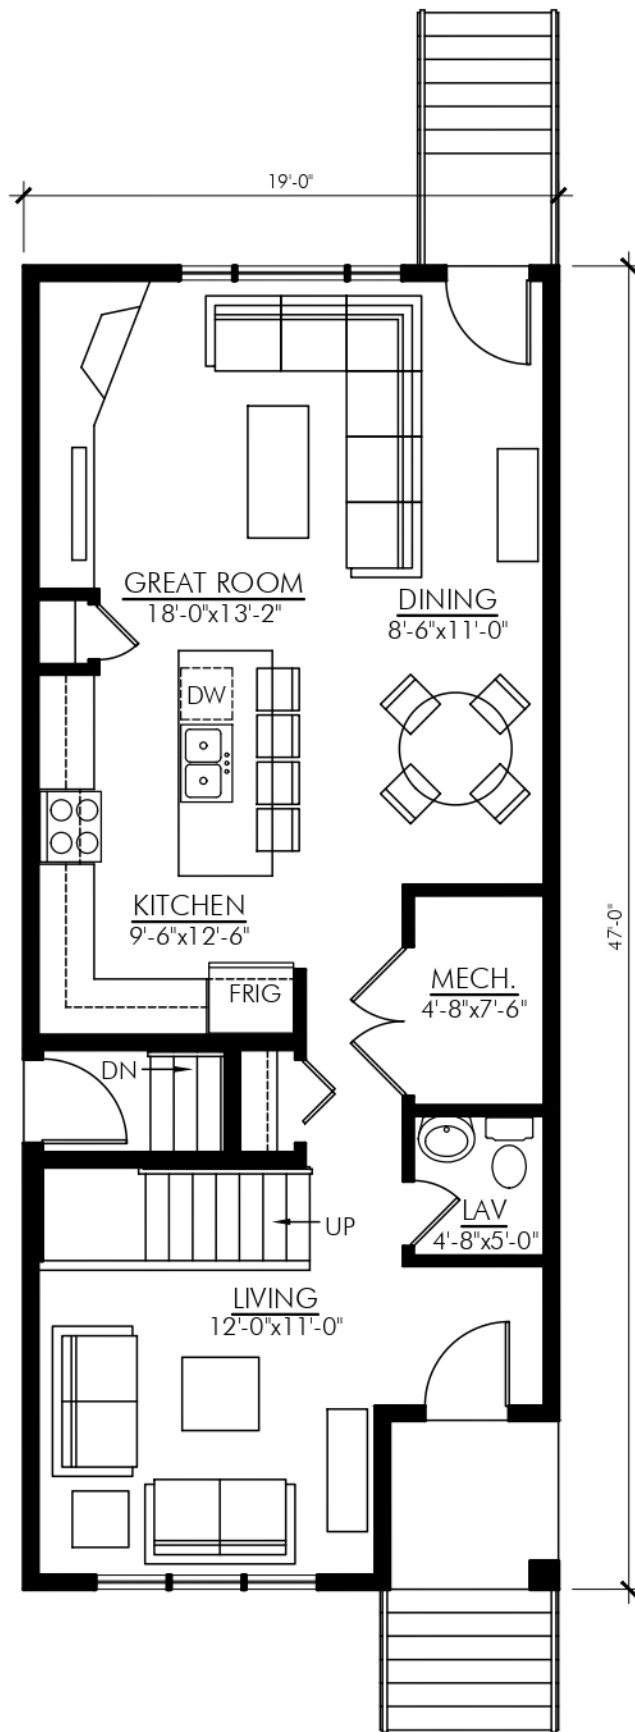 19'-0"
GREAT ROOM
18'-0"x13'-2"
DINING
8'-6"x11'-0"
DW
KITCHEN
9'-6"x12'-6"
47'-0"
FRIG
MECH.
4'-8"x7'-6"
DN
LAV
4'-8"x5'-0"
UP
LIVING
12'-0"x11'-0"